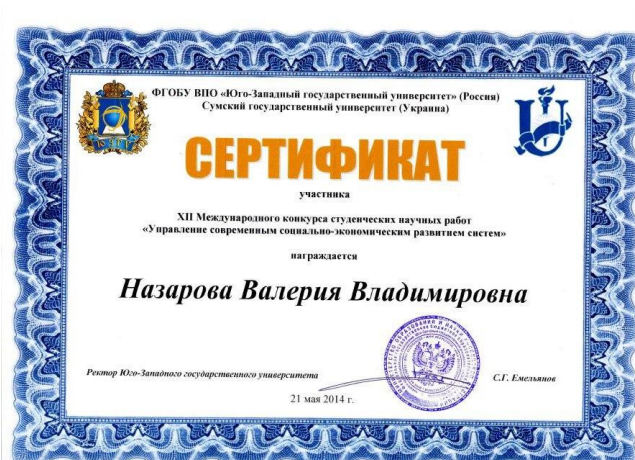 ФГОБУ ВПО «Юго-Западный государственный университет» (Россия)
Сумский государственный университет (Украина)
СЕРТИФИКАТ
участника
XII Международного конкурса студенческих научных работ
«Управление современным социально-экономическим развитием систем»
награждается
Назарова Валерия Владимировна
Ректор Юго-Западного государственного университета
С.Г. Емельянов
21 мая 2014 г.